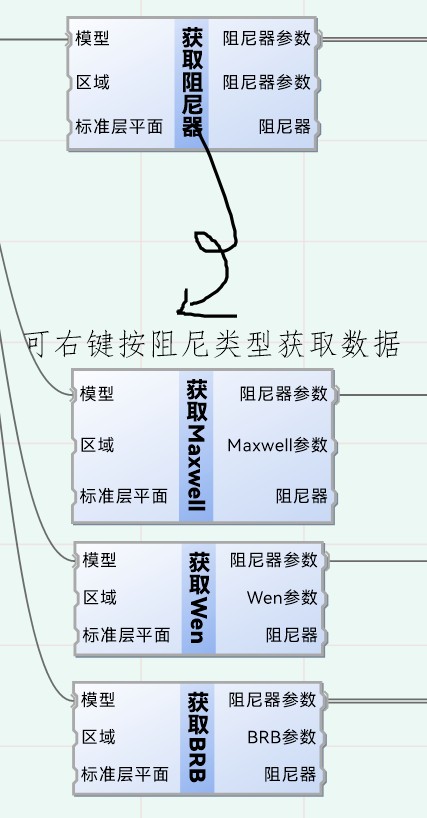 模型 获取阻尼器 阻尼器参数
区域 阻尼器参数
标准层平面 阻尼器
可右键按阻尼类型获取数据
模型 获取Maxwell 阻尼器参数
区域 Maxwell参数
标准层平面 阻尼器
模型 获取Wen 阻尼器参数
区域 Wen参数
标准层平面 阻尼器
模型 获取BRB 阻尼器参数
区域 BRB参数
标准层平面 阻尼器